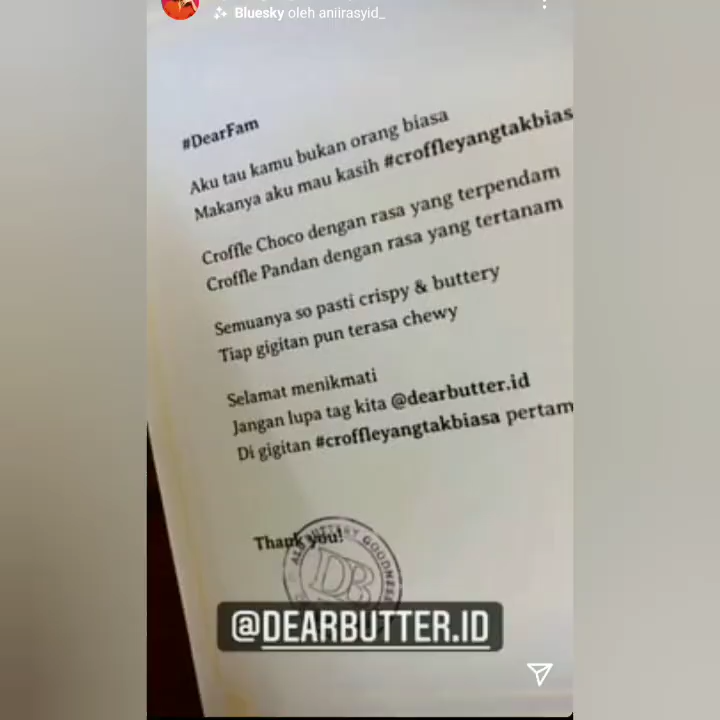 Bluesky oleh aniirasyid_
#DearFam
Aku tau kamu bukan orang biasa
Makanya aku mau kasih #croffleyangtakbias
Croffle Choco dengan rasa yang terpendam
Croffle Pandan dengan rasa yang tertanam
Semuanya so pasti crispy & buttery
Tiap gigitan pun terasa chewy
Selamat menikmati
Jangan lupa tag kita @dearbutter.id
Di gigitan #croffleyangtakbiasa pertam
Thank you!
BUTTERY GOODNESS
DB
@DEARBUTTER.ID